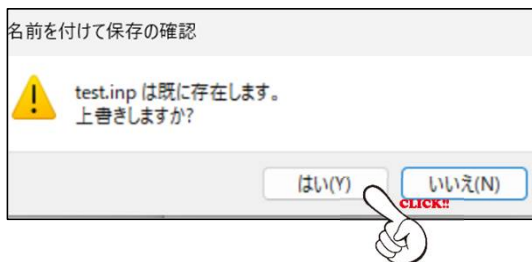 名前を付けて保存の確認
test.inp は既に存在します。
上書きしますか?
はい(Y)
いいえ(N)
CLICK!!